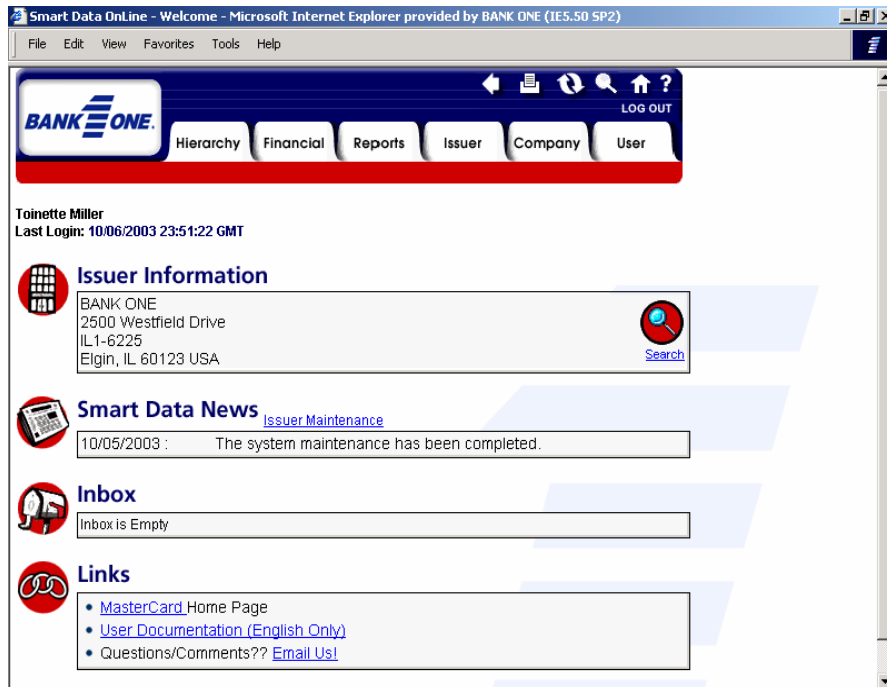 Smart Data OnLine - Welcome - Microsoft Internet Explorer provided by BANK ONE (IE5.50 SP2)
File Edit View Favorites Tools Help
?
LOG OUT
BANK ONE.
Hierarchy Financial Reports Issuer Company User
Toinette Miller
Last Login: 10/06/2003 23:51:22 GMT
Issuer Information
BANK ONE
2500 Westfield Drive
IL1-6225
Elgin, IL 60123 USA
Search
Smart Data News Issuer Maintenance
10/05/2003 : The system maintenance has been completed.
Inbox
Inbox is Empty
Links
• MasterCard Home Page
• User Documentation (English Only)
• Questions/Comments?? Email Us!